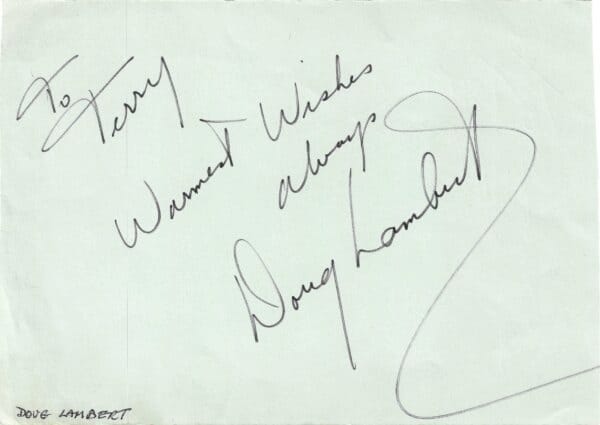 To
Terry
Warmest Wishes
always
Doug Lambert
DOUG LAMBERT